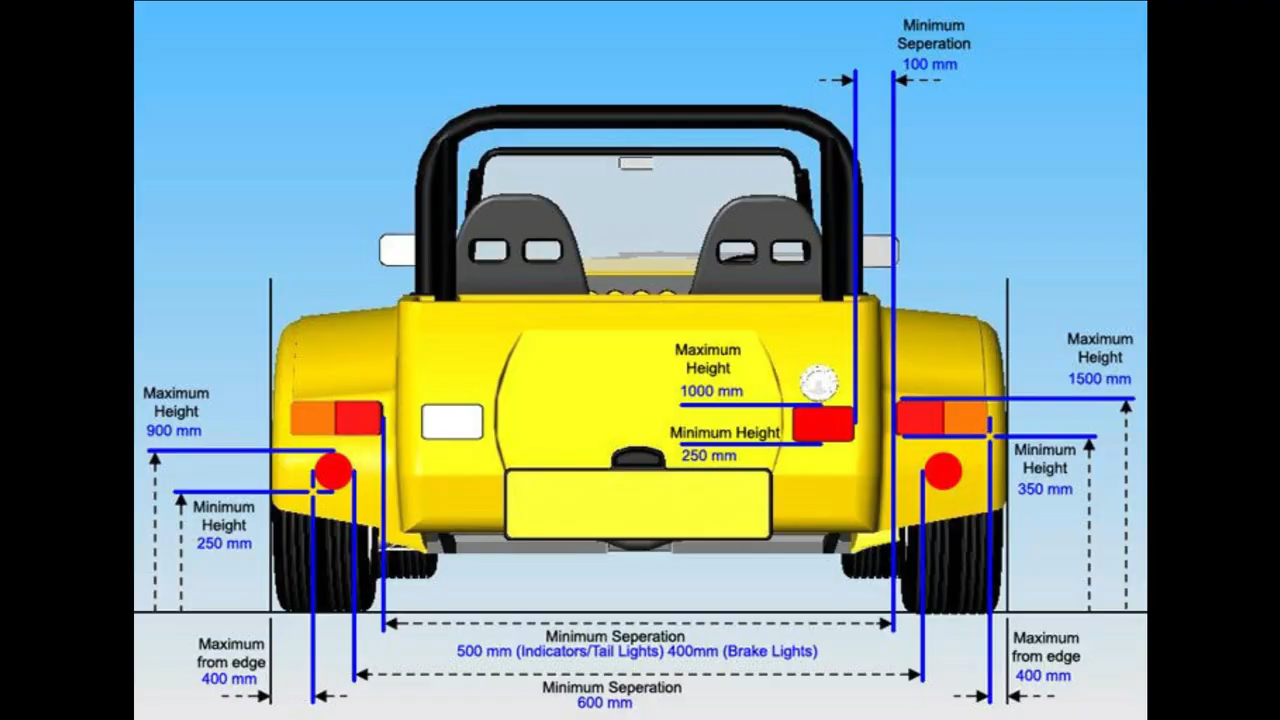 Minimum
Seperation
100 mm
Maximum
Height
1000 mm
Minimum Height
250 mm
Maximum
Height
1500 mm
Maximum
Height
900 mm
Minimum
Height
350 mm
Minimum
Height
250 mm
Minimum Seperation
500 mm (Indicators/Tail Lights) 400mm (Brake Lights)
Maximum
from edge
400 mm
Maximum
from edge
400 mm
Minimum Seperation
600 mm